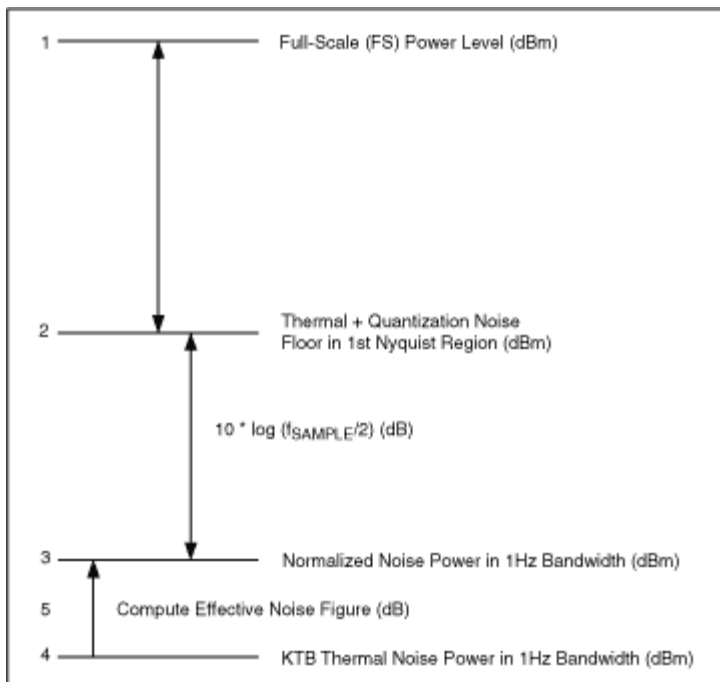 1 Full-Scale (FS) Power Level (dBm)
2 Thermal + Quantization Noise
Floor in 1st Nyquist Region (dBm)
10 * log (fSAMPLE/2) (dB)
3 Normalized Noise Power in 1Hz Bandwidth (dBm)
5 Compute Effective Noise Figure (dB)
4 KTB Thermal Noise Power in 1Hz Bandwidth (dBm)